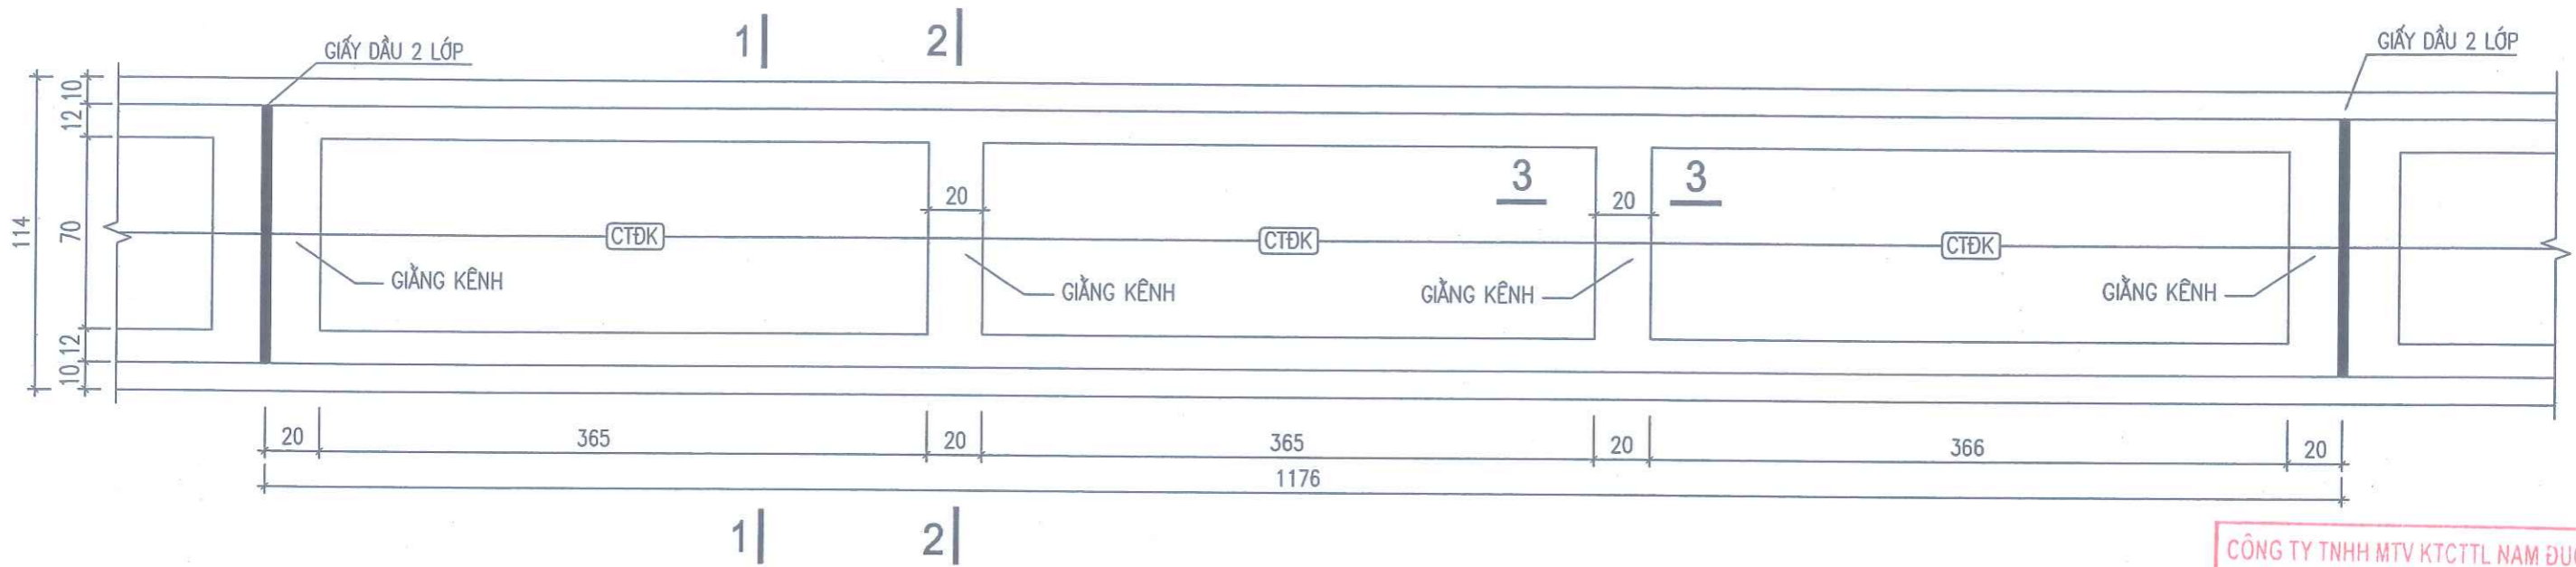 1
2
GIẤY DẦU 2 LỚP
GIẤY DẦU 2 LỚP
10
12
70
114
12
10
20
3
20
3
CTĐK
CTĐK
CTĐK
GIẰNG KÊNH
GIẰNG KÊNH
GIẰNG KÊNH
GIẰNG KÊNH
20
365
20
365
20
366
20
1176
1
2
CÔNG TY TNHH MTV KTCTTL NAM